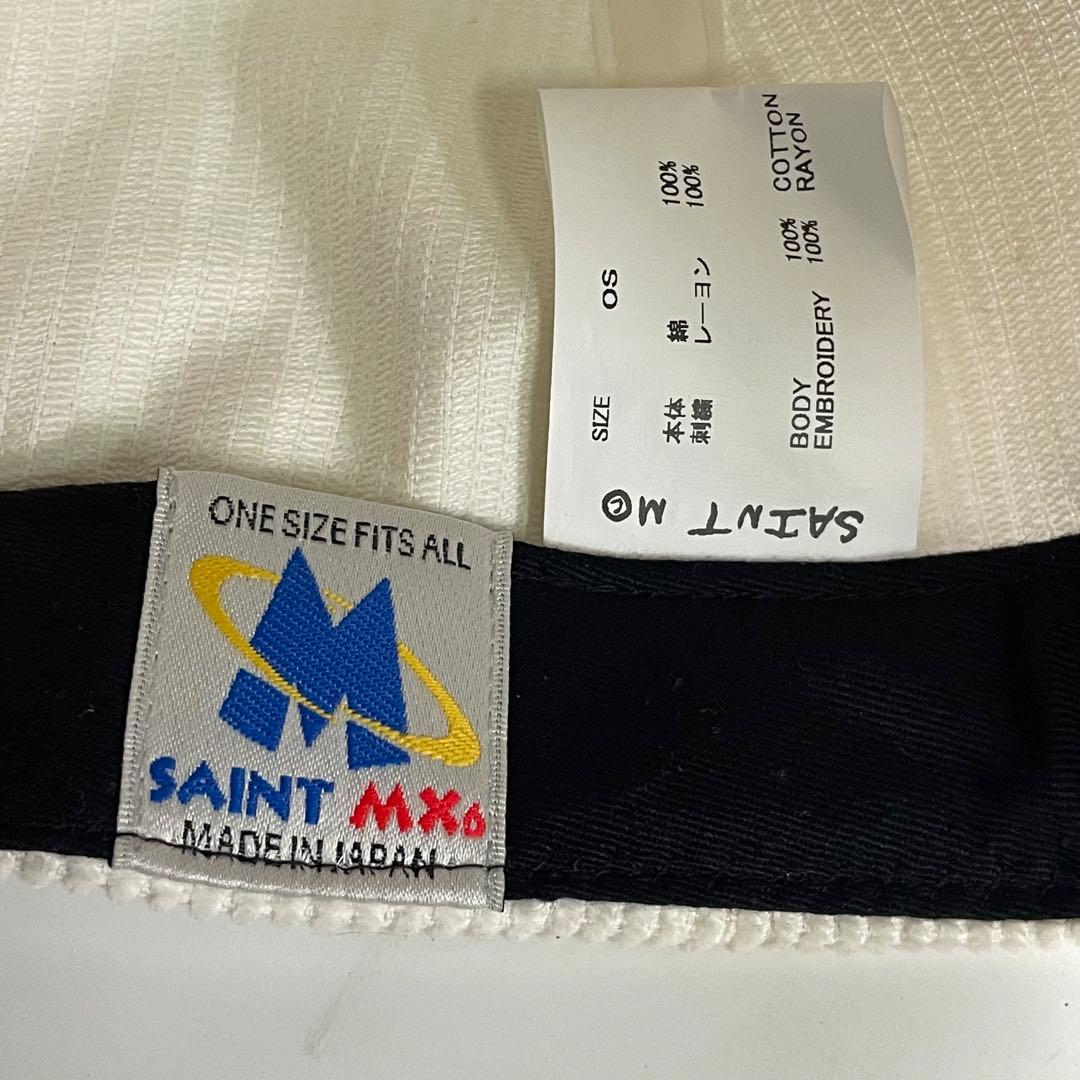 ONE SIZE FITS ALL
SAINT MX6
MADE IN JAPAN
SIZE OS
本体 綿 100%
刺繍 レーヨン 100%
BODY 100% COTTON
EMBROIDERY 100% RAYON
SAINT M